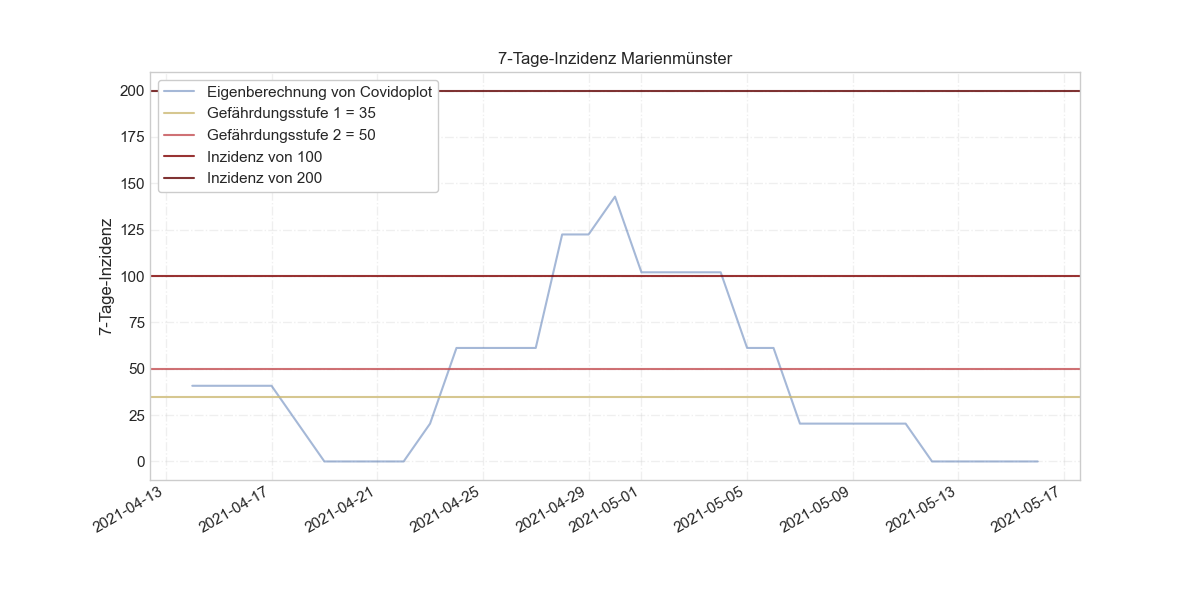 7-Tage-Inzidenz Marienmünster
Eigenberechnung von Covidoplot
Gefährdungsstufe 1 = 35
Gefährdungsstufe 2 = 50
Inzidenz von 100
Inzidenz von 200
7-Tage-Inzidenz
200
175
150
125
100
75
50
25
0
2021-04-13
2021-04-17
2021-04-21
2021-04-25
2021-04-29
2021-05-01
2021-05-05
2021-05-09
2021-05-13
2021-05-17